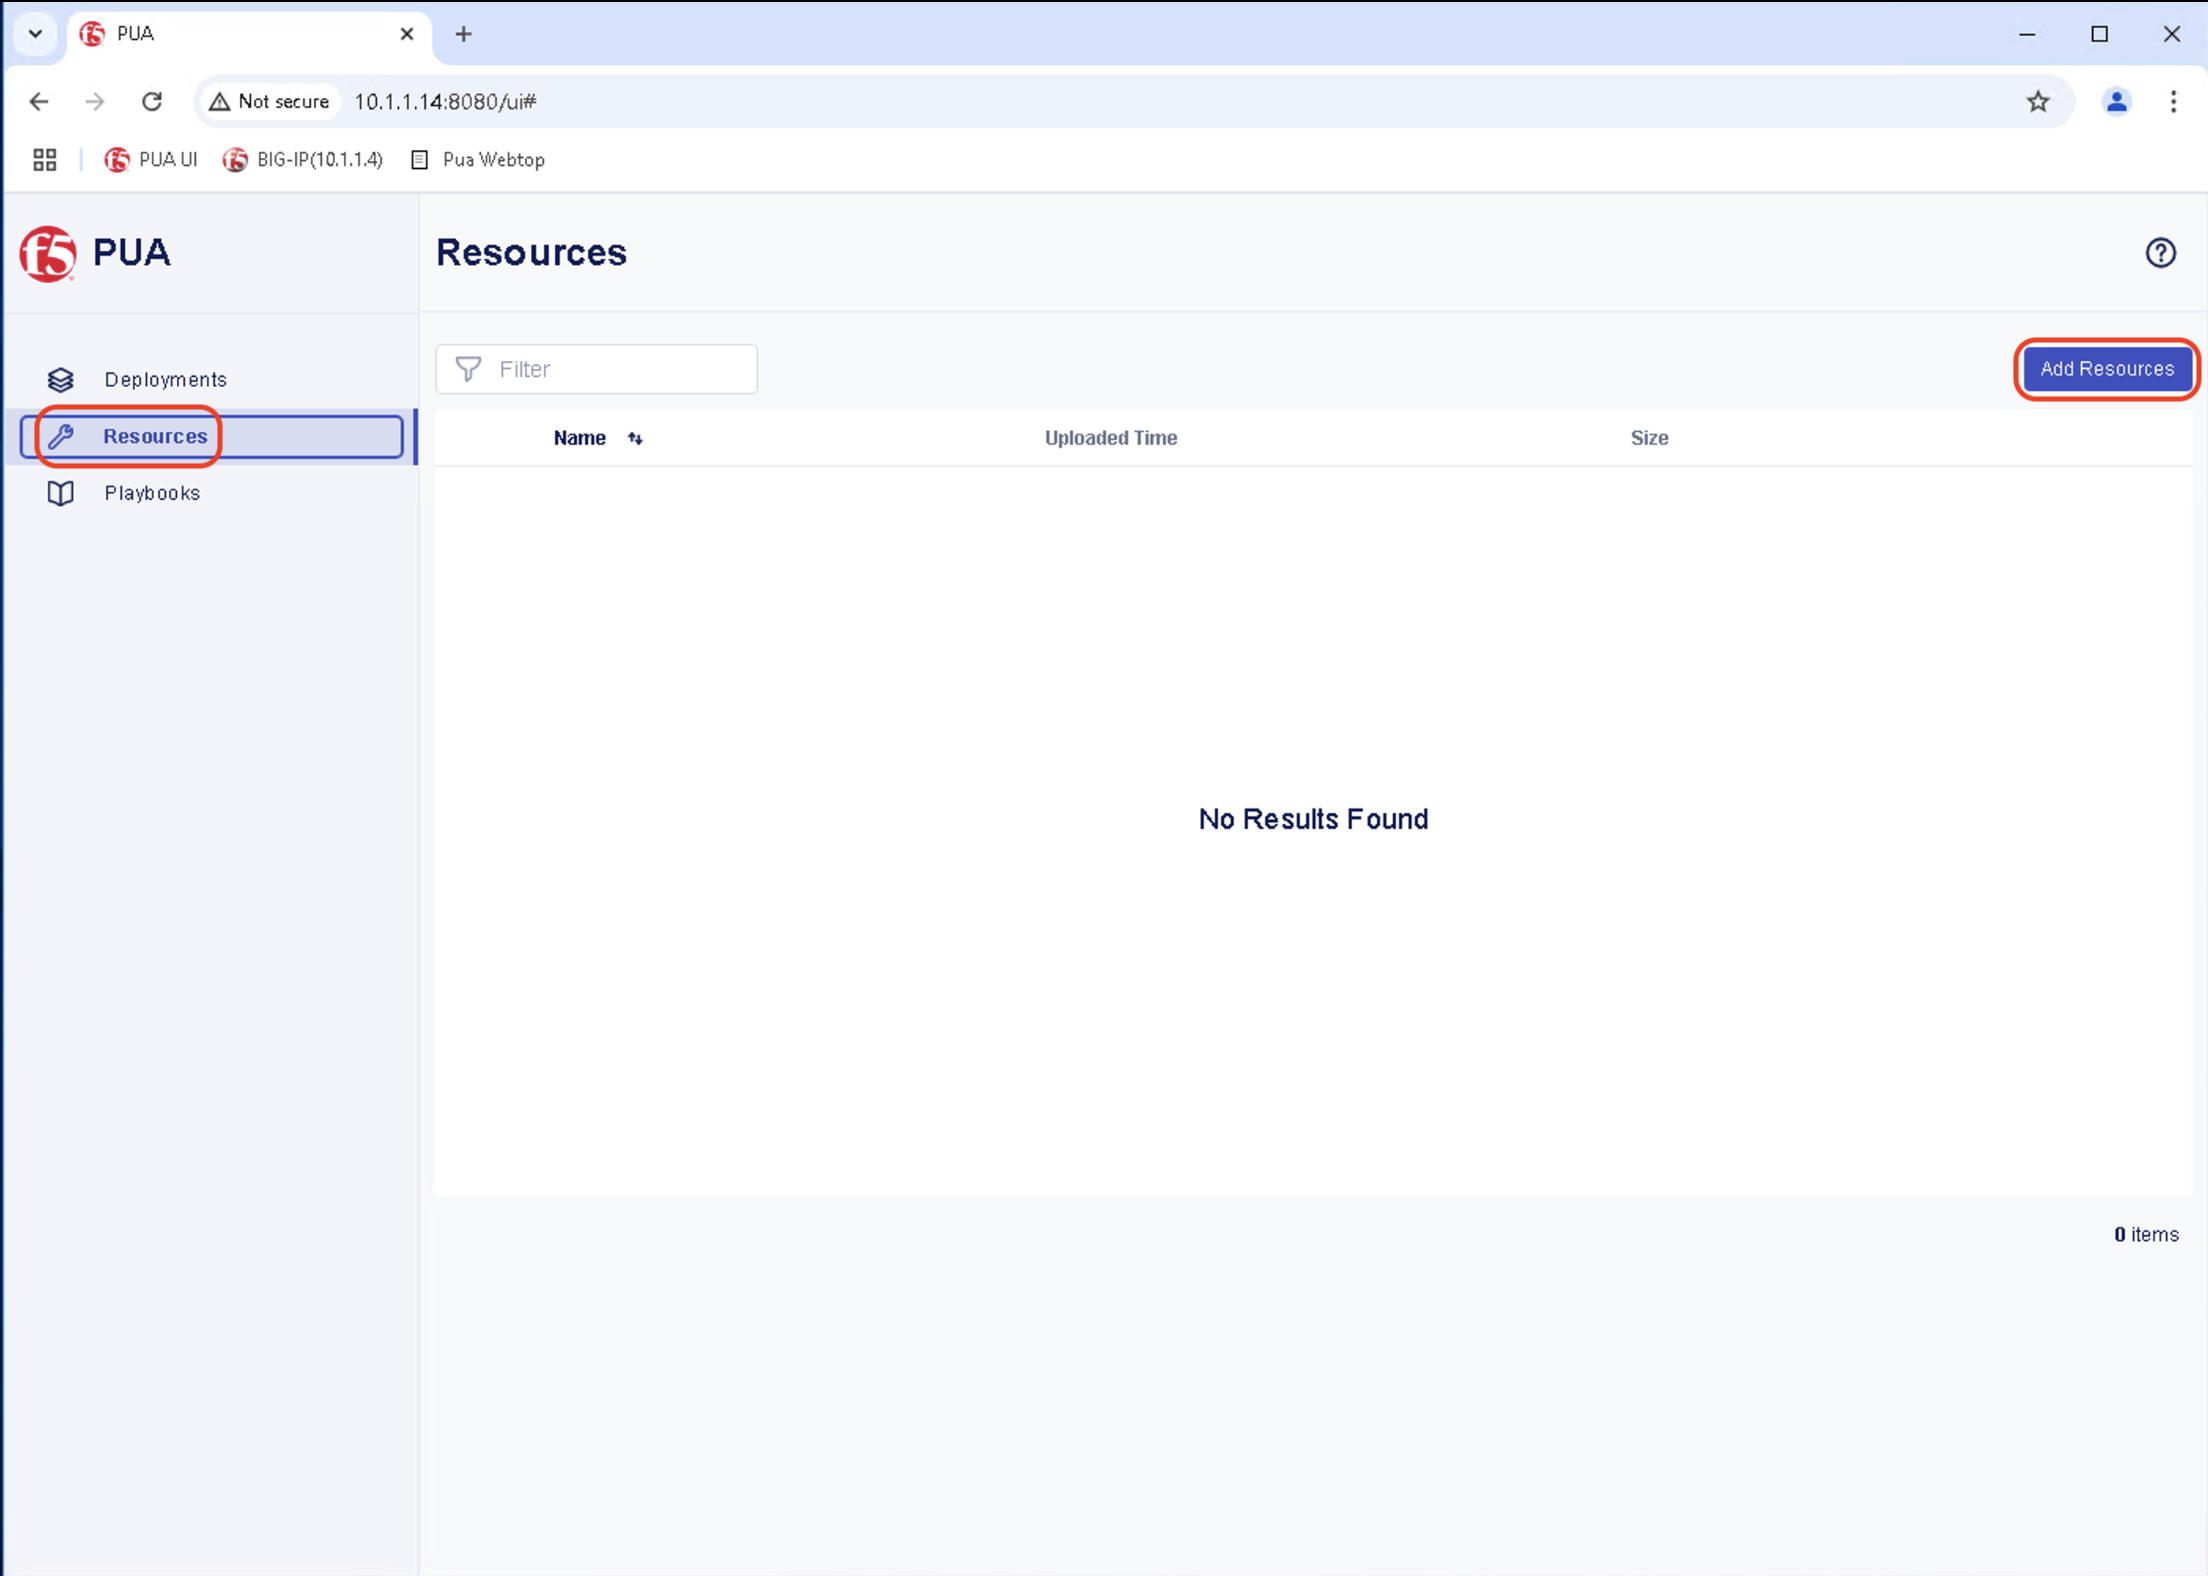 PUA
Not secure 10.1.1.14:8080/ui#
PUA UI BIG-IP(10.1.1.4) Pua Webtop
f5 PUA
Resources
Deployments
Resources
Playbooks
Filter
Add Resources
Name Uploaded Time Size
No Results Found
0 items